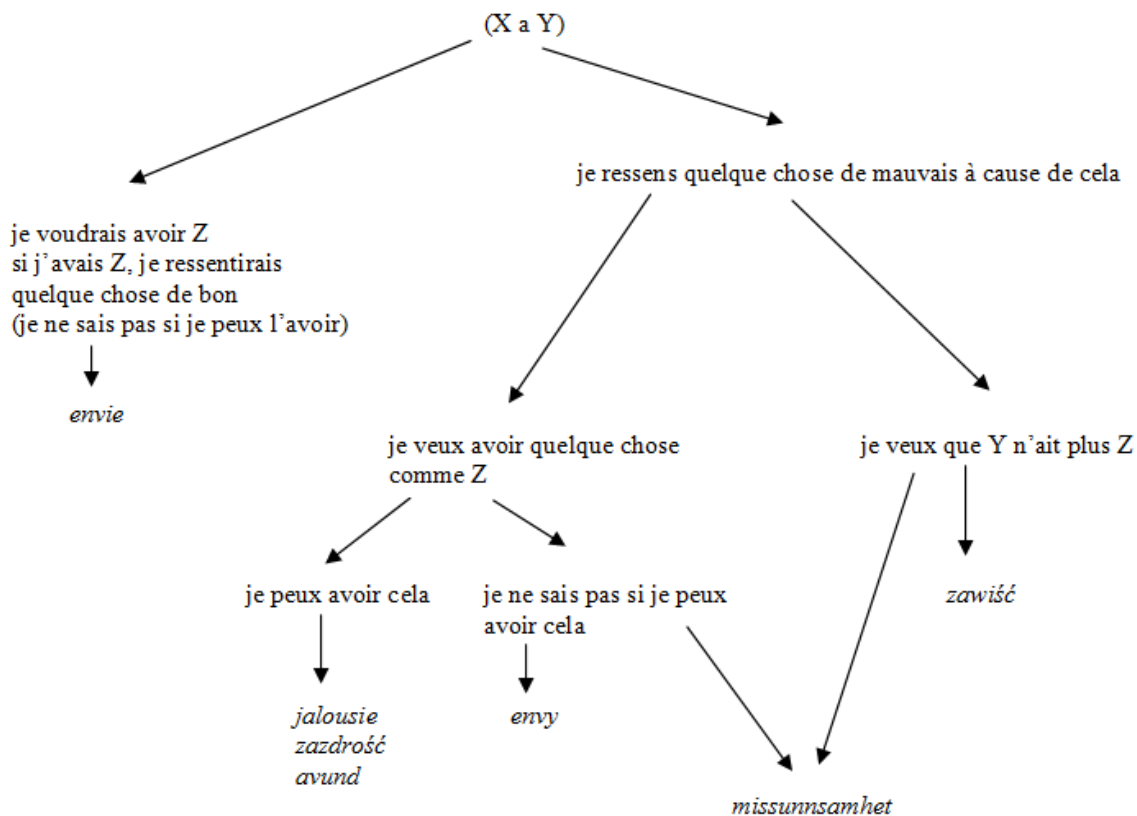 (X a Y)
je ressens quelque chose de mauvais à cause de cela
je voudrais avoir Z
si j'avais Z, je ressentirais
quelque chose de bon
(je ne sais pas si je peux l'avoir)
envie
je veux avoir quelque chose
comme Z
je veux que Y n'ait plus Z
je peux avoir cela
je ne sais pas si je peux
avoir cela
zawiść
jalousie
zazdrość
avund
envy
missunnsamhet